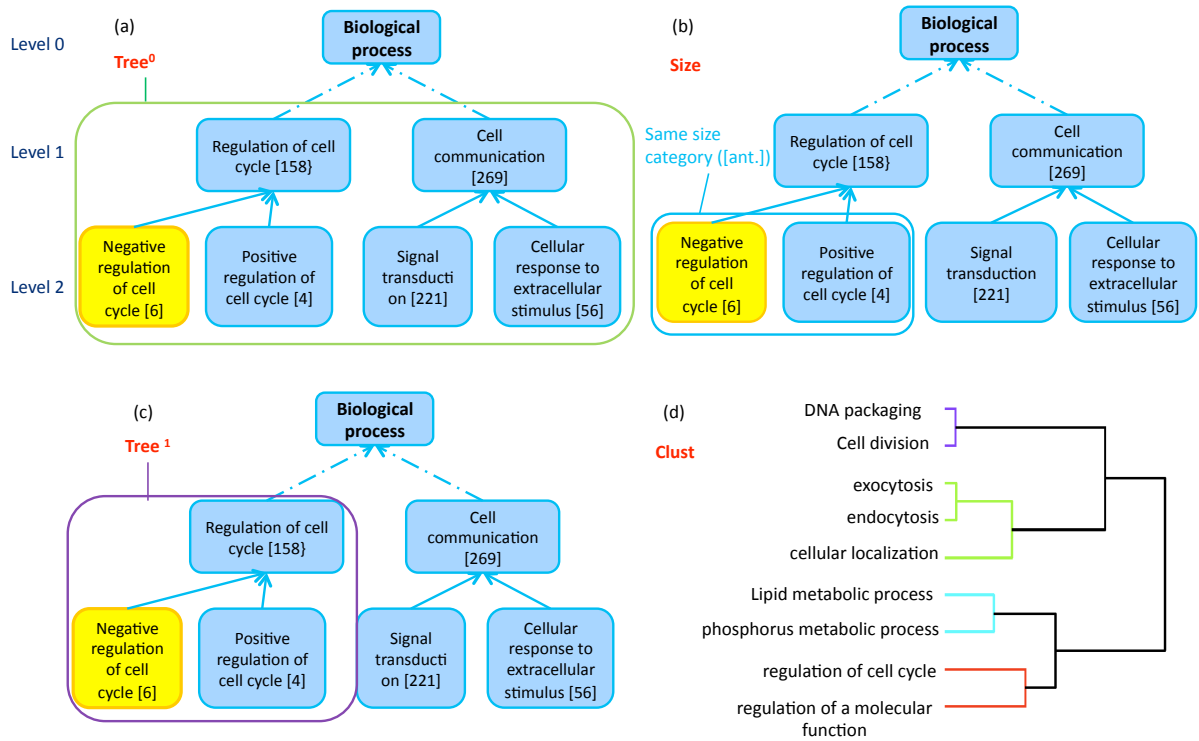 Level 0
Level 1
Level 2
(a)
Tree⁰
Biological
process
Regulation of cell
cycle [158}
Cell
communication
[269]
Negative
regulation
of cell
cycle [6]
Positive
regulation of
cell cycle [4]
Signal
transducti
on [221]
Cellular
response to
extracellular
stimulus [56]
(b)
Size
Same size
category ([ant.])
Biological
process
Regulation of cell
cycle [158}
Cell
communication
[269]
Negative
regulation
of cell
cycle [6]
Positive
regulation of
cell cycle [4]
Signal
transduction
[221]
Cellular
response to
extracellular
stimulus [56]
(c)
Tree ¹
Biological
process
Regulation of cell
cycle [158}
Cell
communication
[269]
Negative
regulation
of cell
cycle [6]
Positive
regulation of
cell cycle [4]
Signal
transducti
on [221]
Cellular
response to
extracellular
stimulus [56]
(d)
Clust
DNA packaging
Cell division
exocytosis
endocytosis
cellular localization
Lipid metabolic process
phosphorus metabolic process
regulation of cell cycle
regulation of a molecular
function